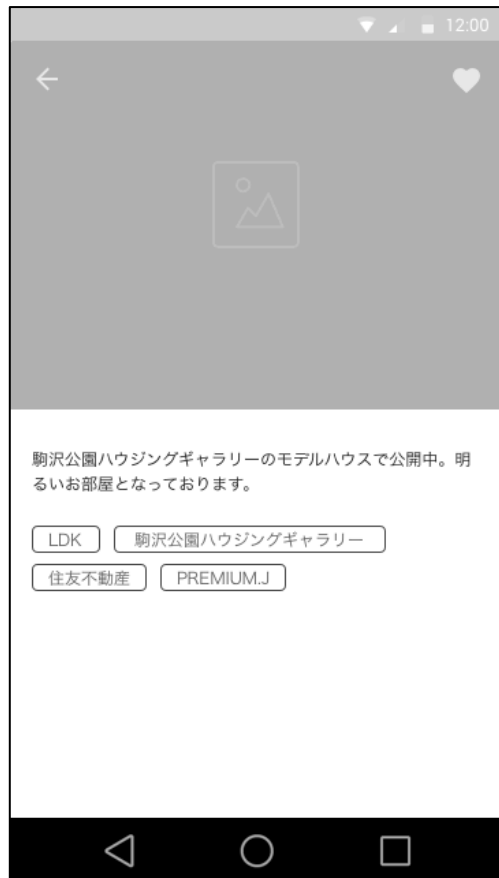 12:00
駒沢公園ハウジングギャラリーのモデルハウスで公開中。明
るいお部屋となっております。
LDK 駒沢公園ハウジングギャラリー
住友不動産 PREMIUM.J